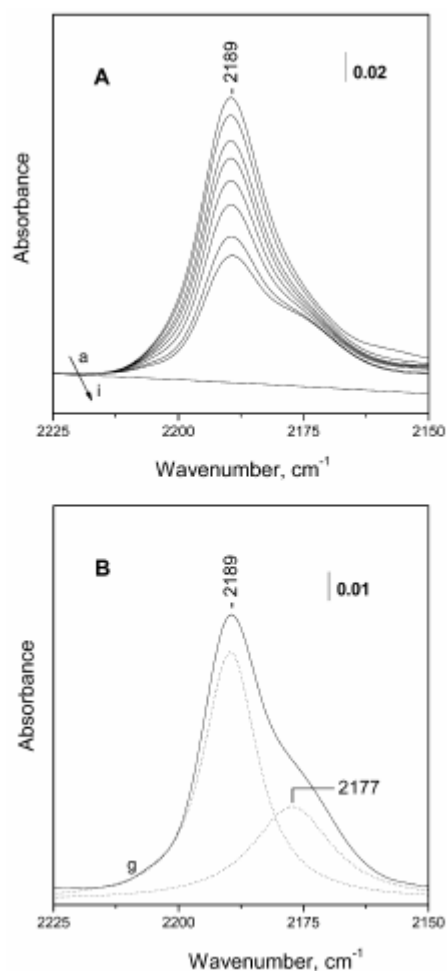 A
2189
0.02
Absorbance
a
i
2225 2200 2175 2150
Wavenumber, cm-1
B
2189
0.01
Absorbance
2177
g
2225 2200 2175 2150
Wavenumber, cm-1